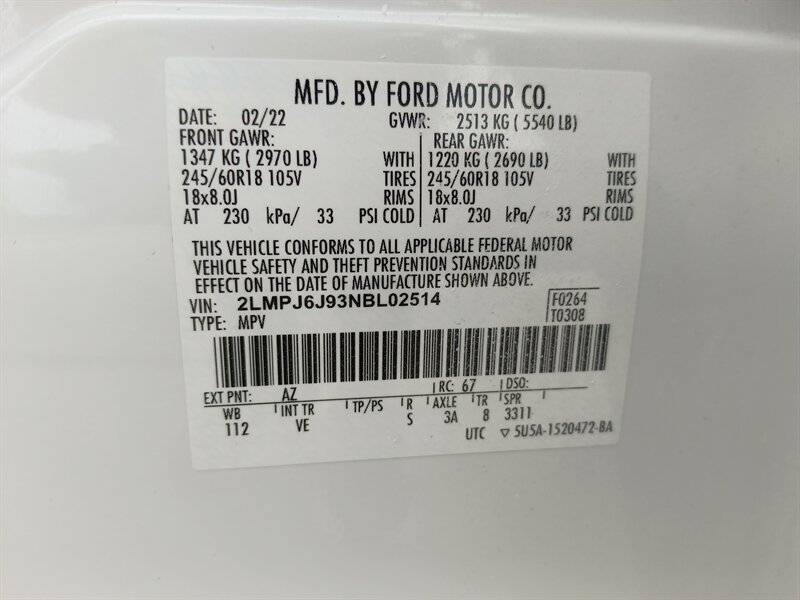 MFD. BY FORD MOTOR CO.
DATE: 02/22 GVWR: 2513 KG ( 5540 LB)
FRONT GAWR: REAR GAWR:
1347 KG ( 2970 LB) WITH 1220 KG ( 2690 LB) WITH
245/60R18 105V TIRES 245/60R18 105V TIRES
18x8.0J RIMS 18x8.0J RIMS
AT 230 kPa/ 33 PSI COLD AT 230 kPa/ 33 PSI COLD
THIS VEHICLE CONFORMS TO ALL APPLICABLE FEDERAL MOTOR
VEHICLE SAFETY AND THEFT PREVENTION STANDARDS IN
EFFECT ON THE DATE OF MANUFACTURE SHOWN ABOVE.
VIN: 2LMPJ6J93NBL02514 F0264
TYPE: MPV T0308
EXT PNT: AZ RC: 67 DSO:
WB INT TR TP/PS R AXLE TR SPR
112 VE S 3A 8 3311
UTC ▽ 5U5A-1520472-BA